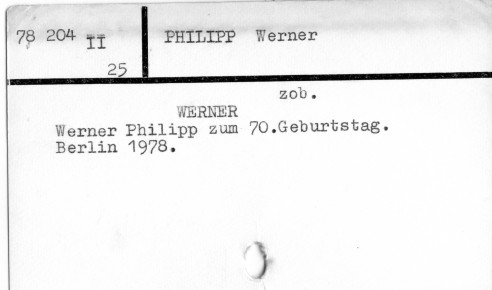 78 204 II PHILIPP Werner
25
zob.
WERNER
Werner Philipp zum 70.Geburtstag.
Berlin 1978.